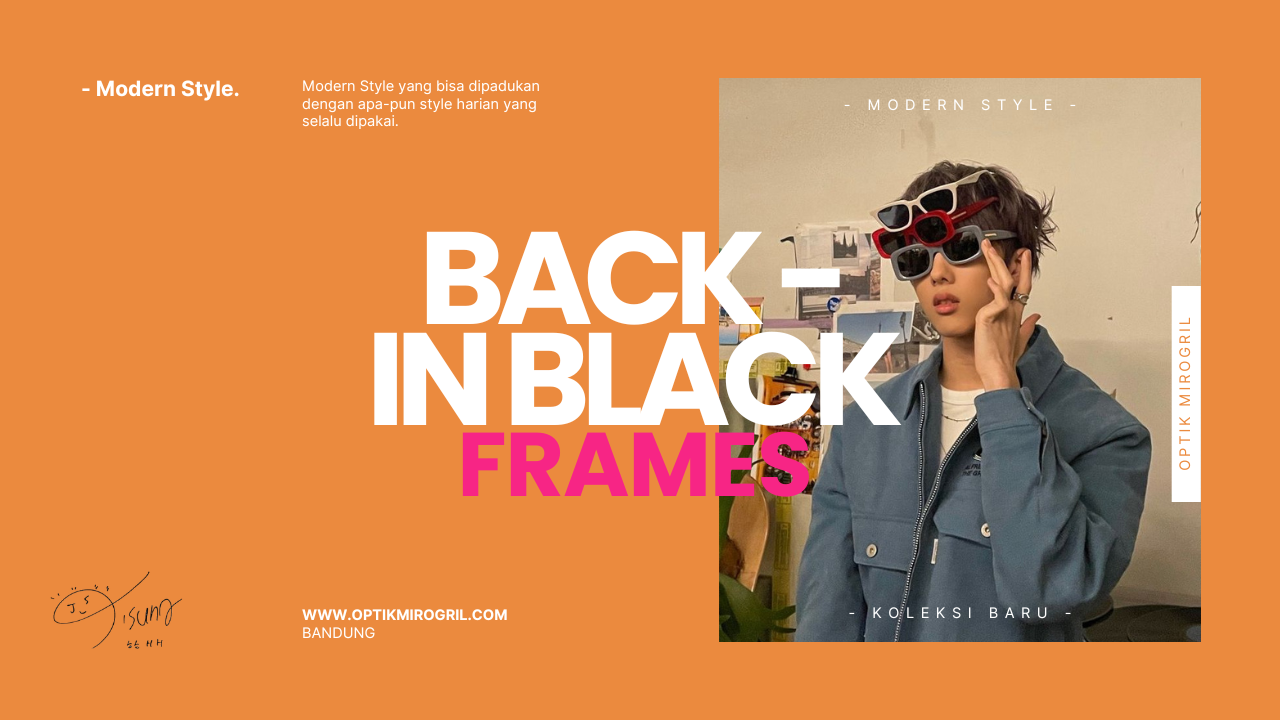 - Modern Style.
Modern Style yang bisa dipadukan
dengan apa-pun style harian yang
selalu dipakai.
- MODERN STYLE -
BACK -
IN BLACK
FRAMES
OPTIK MIROGRIL
J S
isung
WWW.OPTIKMIROGRIL.COM
BANDUNG
- KOLEKSI BARU -